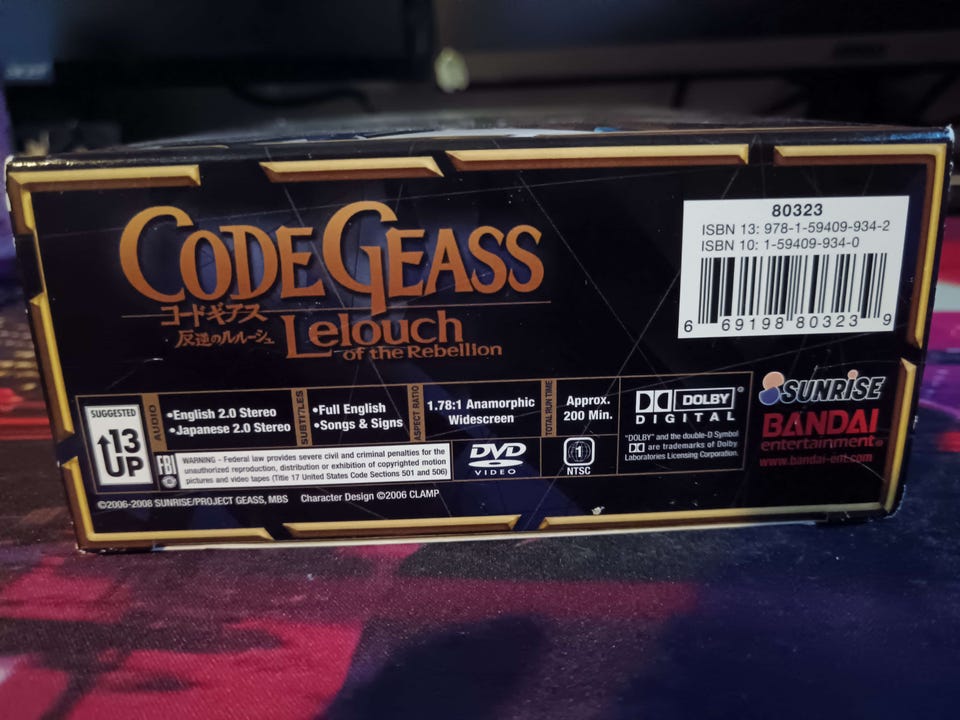 CODE GEASS
コードギアス
反逆のルルーシュ
Lelouch
of the Rebellion
80323
ISBN 13: 978-1-59409-934-2
ISBN 10: 1-59409-934-0
6 69198 80323 9
SUGGESTED
13
UP
AUDIO
•English 2.0 Stereo
•Japanese 2.0 Stereo
SUBTITLES
•Full English
•Songs & Signs
ASPECT RATIO
1.78:1 Anamorphic
Widescreen
TOTAL RUN TIME
Approx.
200 Min.
DOLBY
DIGITAL
"DOLBY" and the double-D Symbol
are trademarks of Dolby
Laboratories Licensing Corporation.
FBI
WARNING - Federal law provides severe civil and criminal penalties for the
unauthorized reproduction, distribution or exhibition of copyrighted motion
pictures and video tapes (Title 17 United States Code Sections 501 and 506)
DVD
VIDEO
1
NTSC
SUNRISE
BANDAI
entertainment®
www.bandai-ent.com
©2006-2008 SUNRISE/PROJECT GEASS, MBS Character Design ©2006 CLAMP